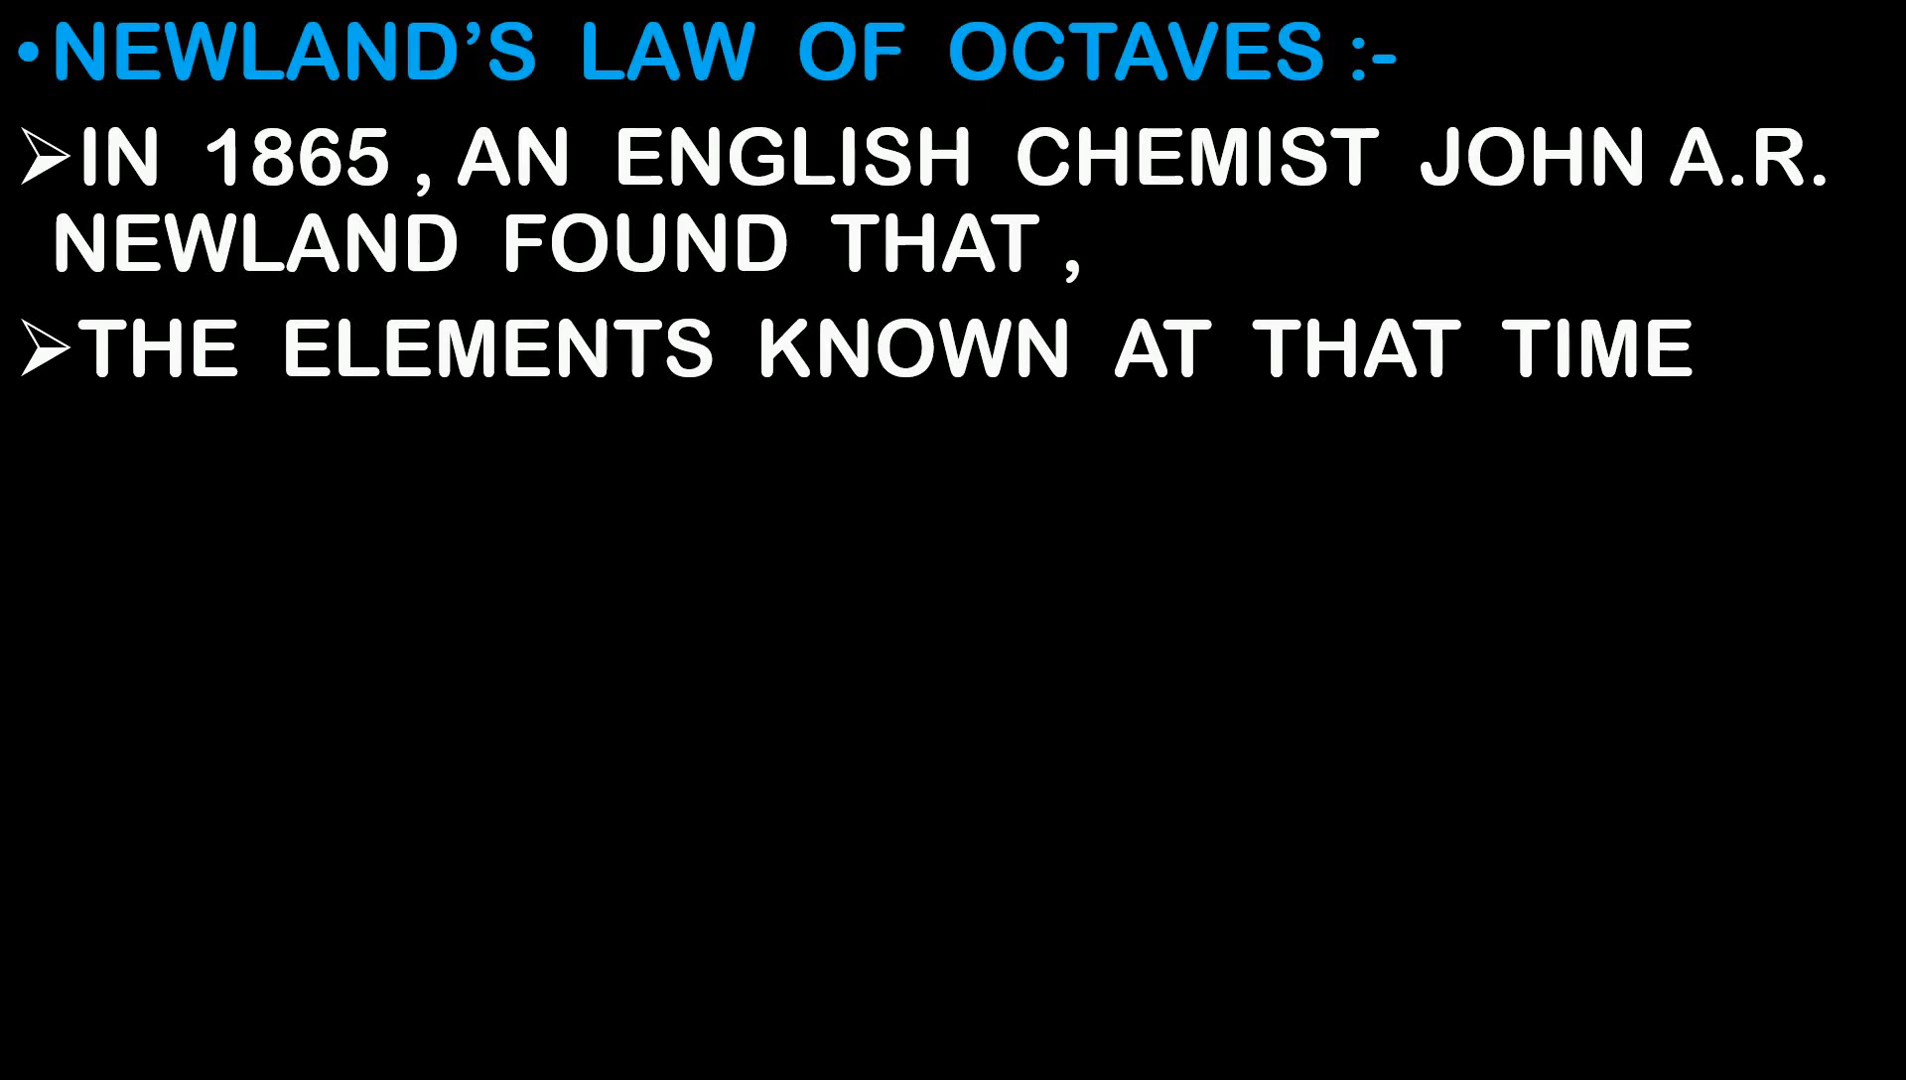 •NEWLAND’S LAW OF OCTAVES :-
➢IN 1865 , AN ENGLISH CHEMIST JOHN A.R.
NEWLAND FOUND THAT ,
➢THE ELEMENTS KNOWN AT THAT TIME